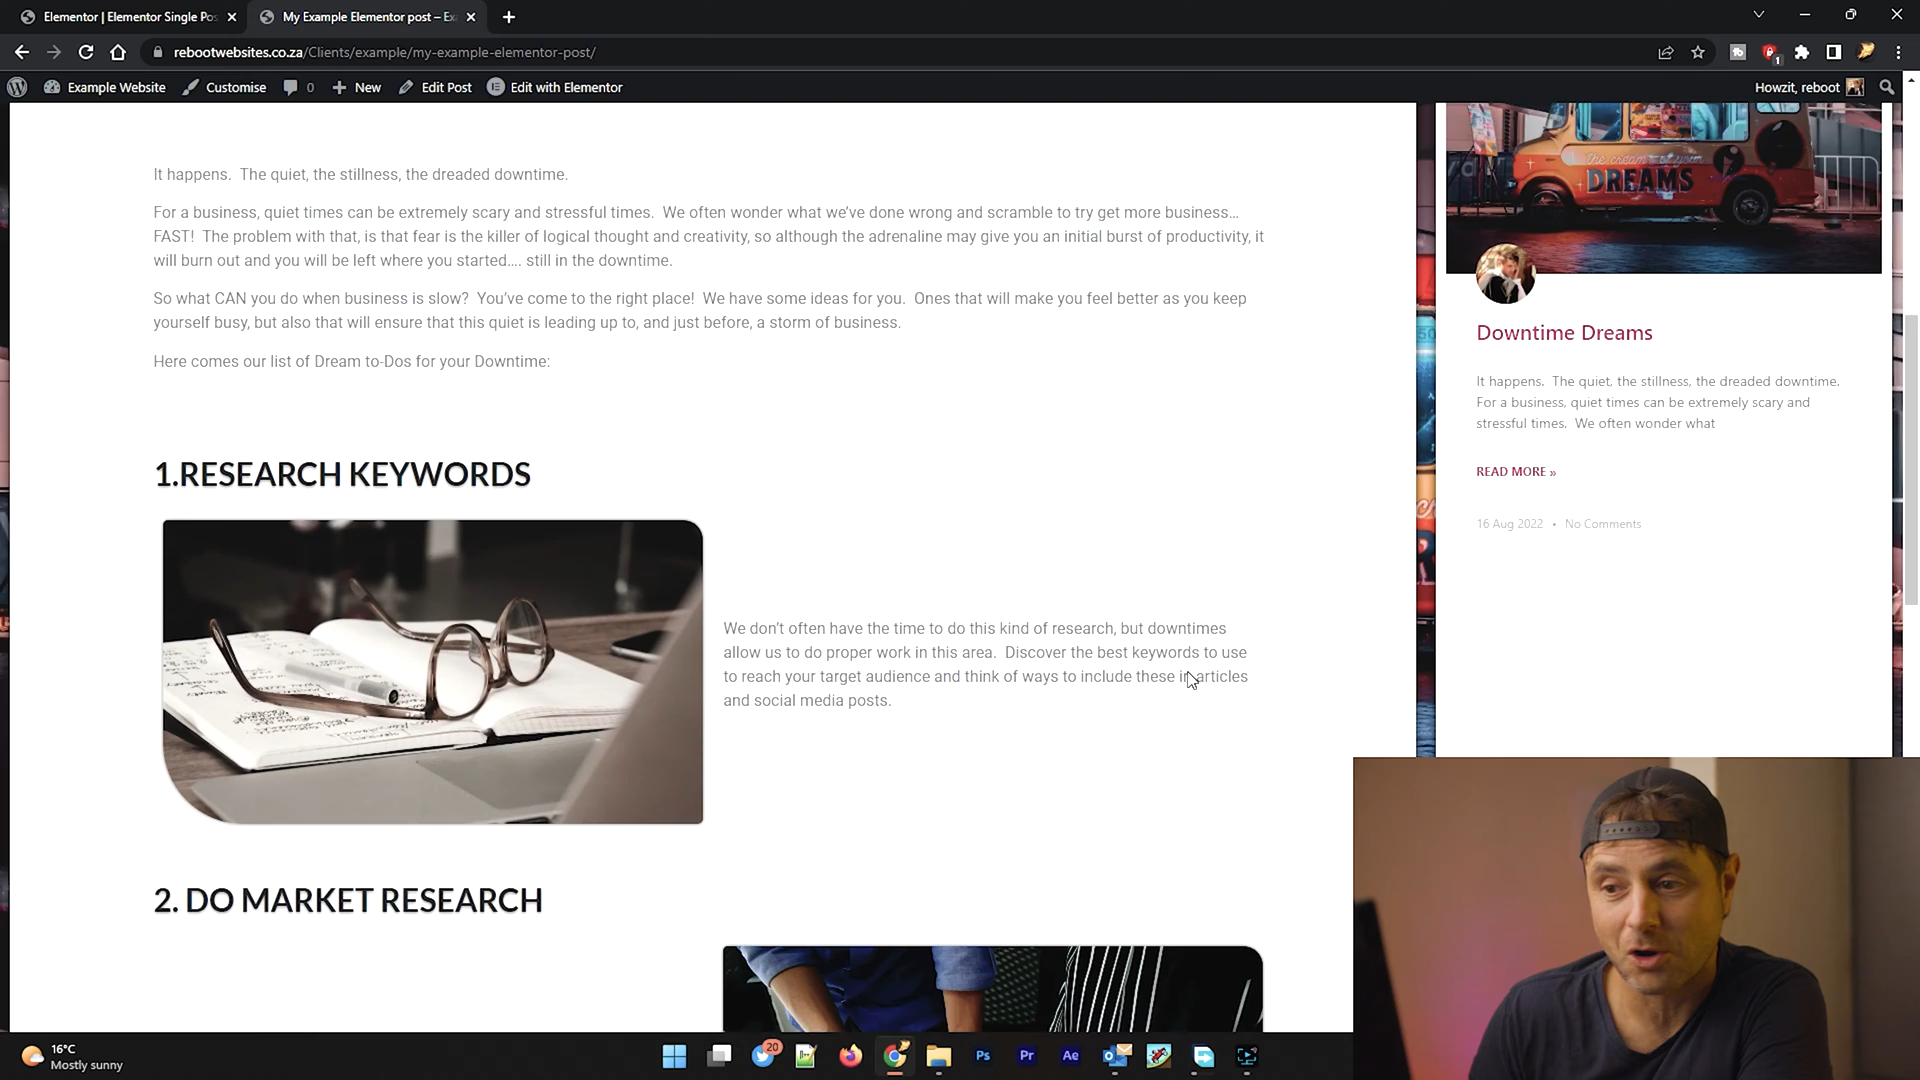 Elementor | Elementor Single Pos
My Example Elementor post – Ex
rebootwebsites.co.za/Clients/example/my-example-elementor-post/
1
Example Website
Customise
0
New
Edit Post
Edit with Elementor
Howzit, reboot
It happens.  The quiet, the stillness, the dreaded downtime.
For a business, quiet times can be extremely scary and stressful times.  We often wonder what we've done wrong and scramble to try get more business…
FAST!  The problem with that, is that fear is the killer of logical thought and creativity, so although the adrenaline may give you an initial burst of productivity, it
will burn out and you will be left where you started…. still in the downtime.
So what CAN you do when business is slow?  You've come to the right place!  We have some ideas for you.  Ones that will make you feel better as you keep
yourself busy, but also that will ensure that this quiet is leading up to, and just before, a storm of business.
Here comes our list of Dream to-Dos for your Downtime:
1.RESEARCH KEYWORDS
We don't often have the time to do this kind of research, but downtimes
allow us to do proper work in this area.  Discover the best keywords to use
to reach your target audience and think of ways to include these in articles
and social media posts.
2. DO MARKET RESEARCH
The cream of your
DREAMS
Downtime Dreams
It happens.  The quiet, the stillness, the dreaded downtime.
For a business, quiet times can be extremely scary and
stressful times.  We often wonder what
READ MORE »
16 Aug 2022 • No Comments
16°C
Mostly sunny
20
Ps
Pr
Ae